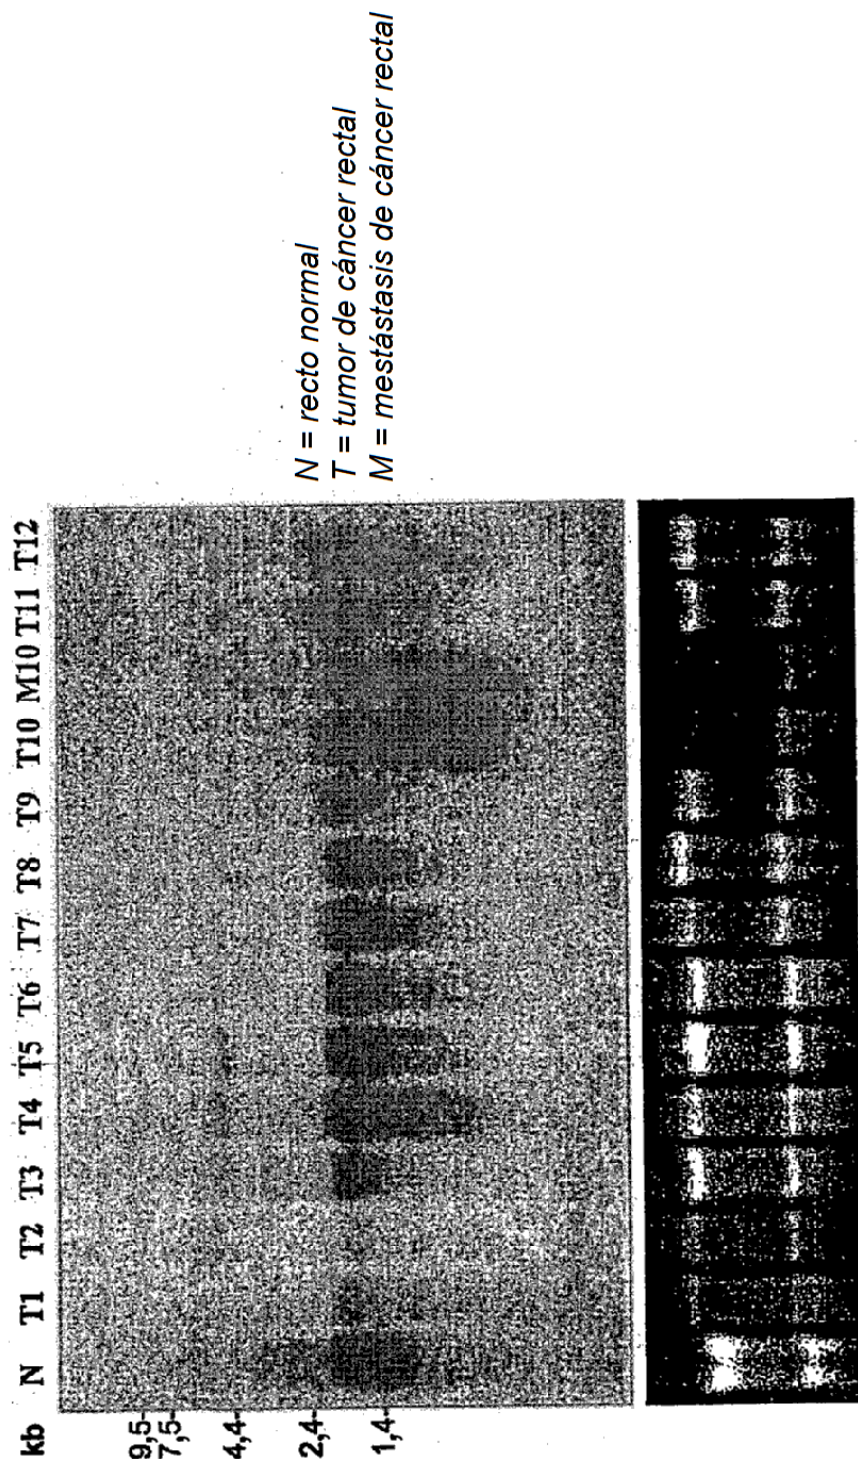 kb N T1 T2 T3 T4 T5 T6 T7 T8 T9 T10 M10 T11 T12
9,5-
7,5-
4,4-
2,4-
1,4-
N = recto normal
T = tumor de cáncer rectal
M = mestástasis de cáncer rectal